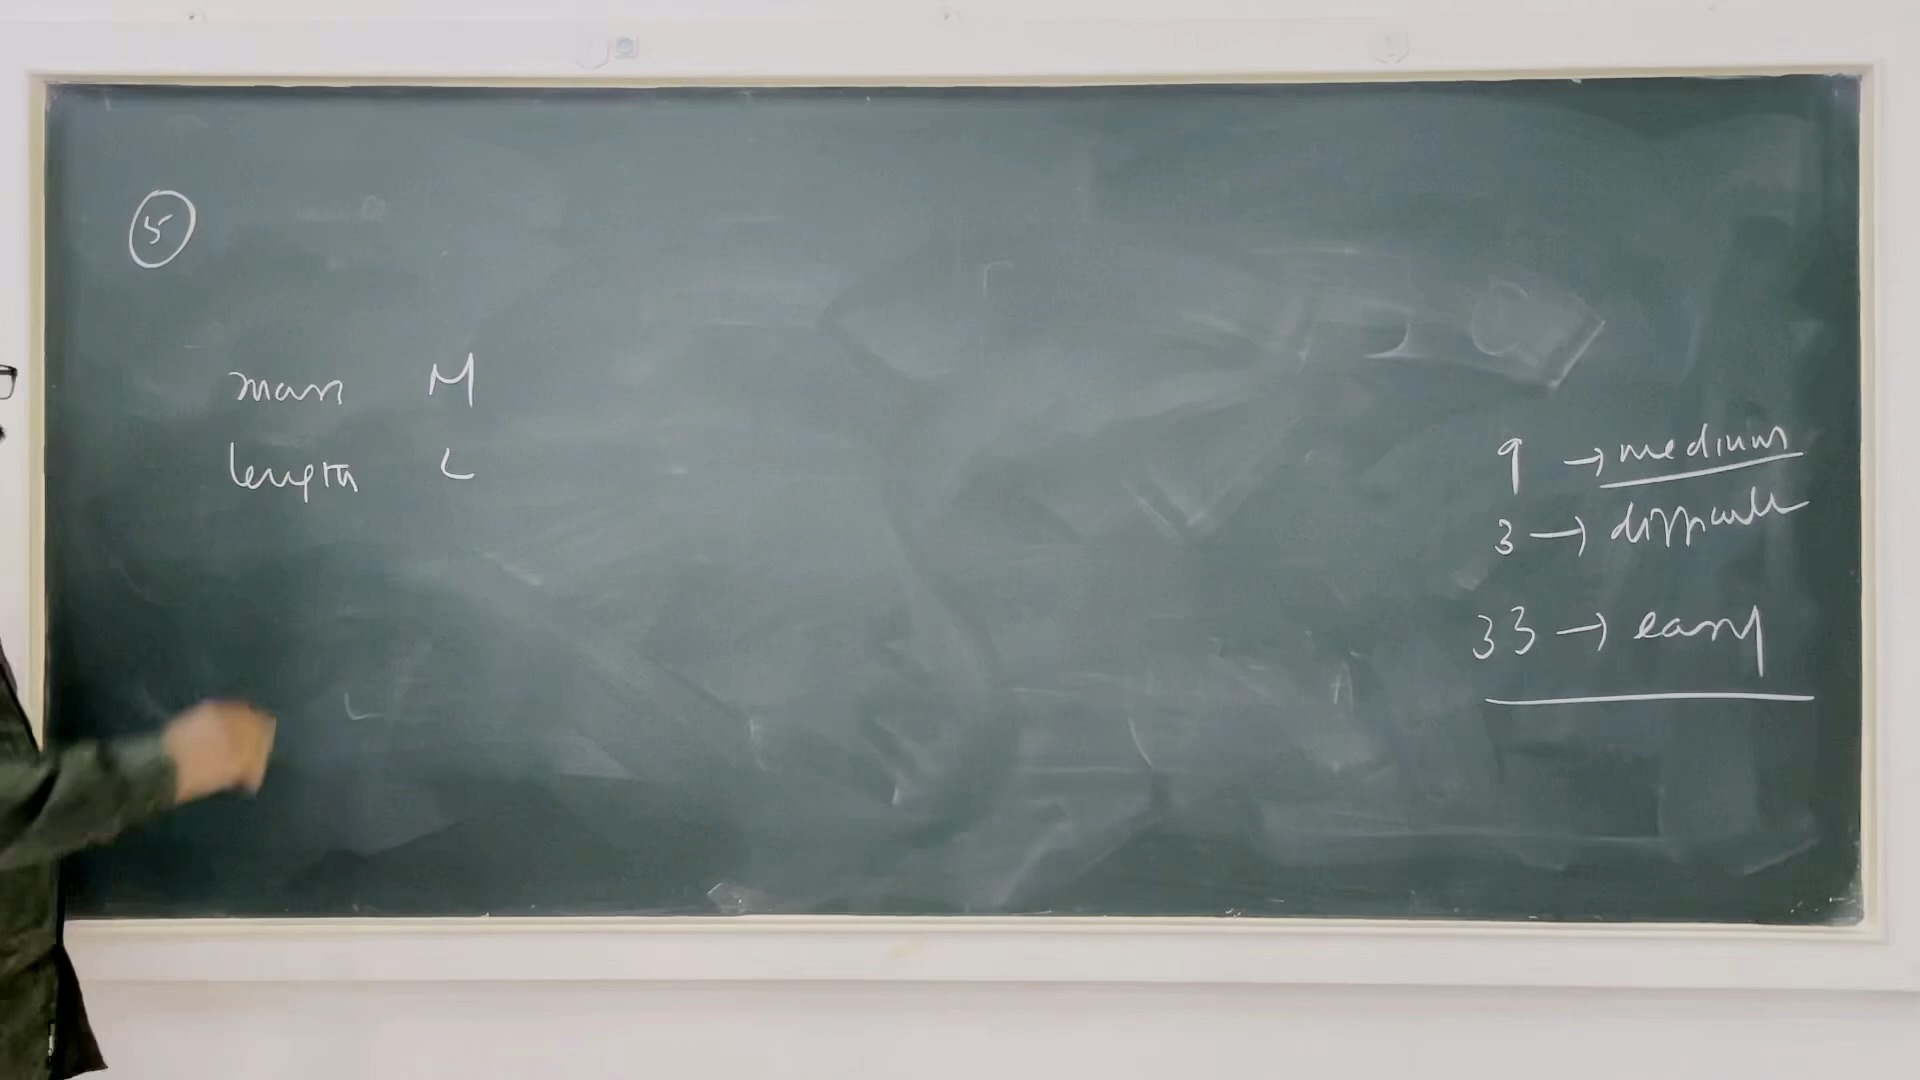 5
mass M
length L
9 → medium
3 → difficult
33 → easy